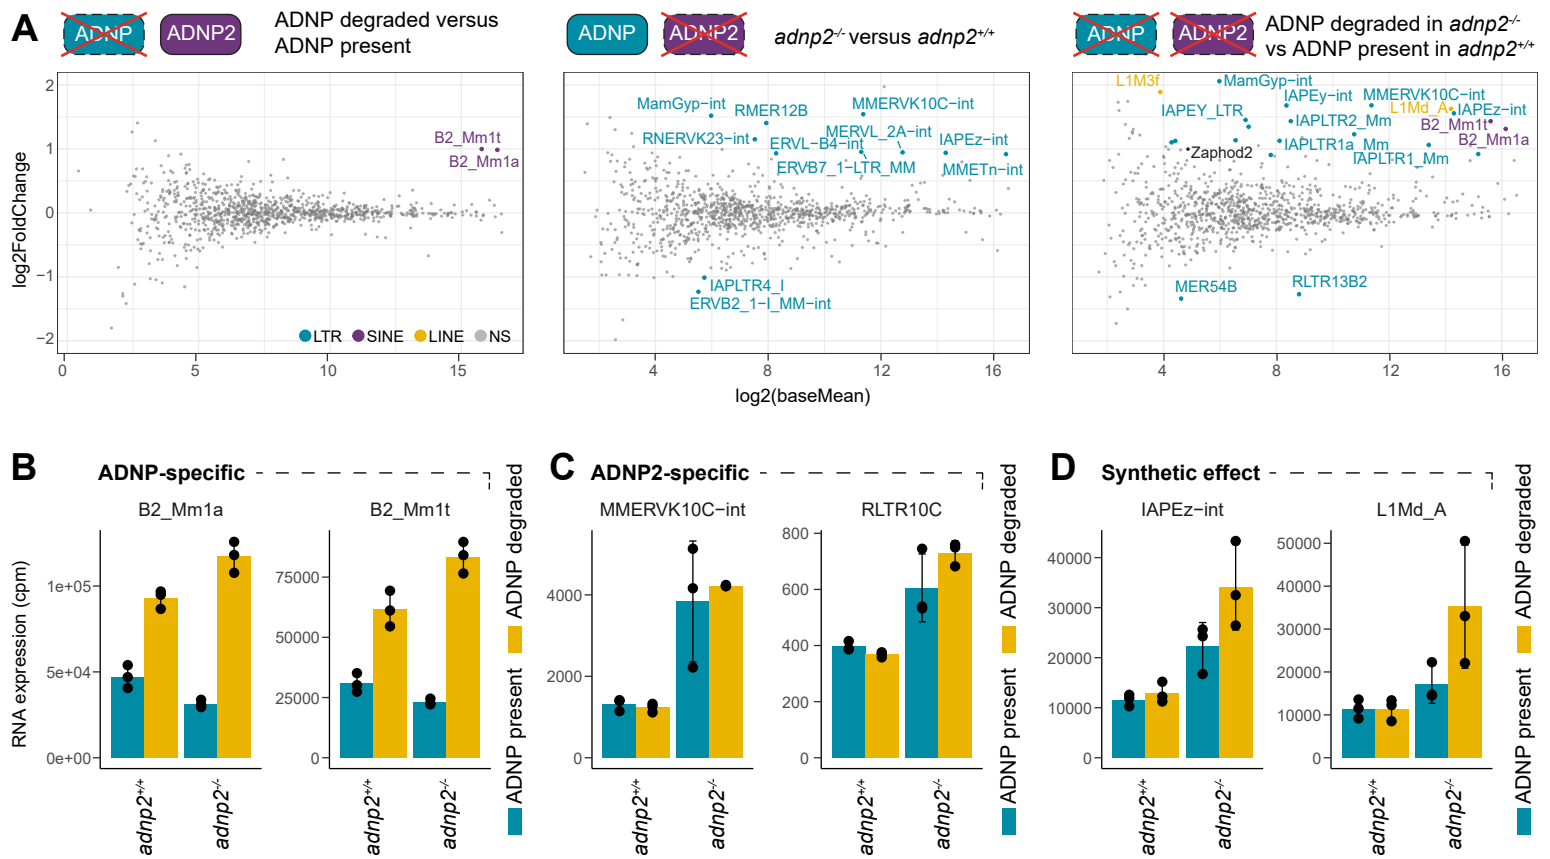 A
ADNP
ADNP2
ADNP degraded versus
ADNP present
ADNP
ADNP2
adnp2-/- versus adnp2+/+
ADNP
ADNP2
ADNP degraded in adnp2-/-
vs ADNP present in adnp2+/+
log2FoldChange
2
1
0
−1
−2
B2_Mm1t
B2_Mm1a
LTR
SINE
LINE
NS
0
5
10
15
MamGyp−int
RMER12B
MMERVK10C−int
RNERVK23−int
ERVL−B4−int
MERVL_2A−int
IAPEz−int
ERVB7_1−LTR_MM
MMETn−int
IAPLTR4_I
ERVB2_1−I_MM−int
4
8
12
16
log2(baseMean)
L1M3f
MamGyp−int
IAPEy−int
MMERVK10C−int
IAPEY_LTR
L1Md_A
IAPEz−int
IAPLTR2_Mm
B2_Mm1t
Zaphod2
IAPLTR1a_Mm
B2_Mm1a
IAPLTR1_Mm
MER54B
RLTR13B2
4
8
12
16
B
ADNP-specific
RNA expression (cpm)
B2_Mm1a
1e+05
5e+04
0e+00
adnp2+/+
adnp2-/-
B2_Mm1t
75000
50000
25000
0
adnp2+/+
adnp2-/-
ADNP present
ADNP degraded
C
ADNP2-specific
MMERVK10C−int
4000
2000
0
adnp2+/+
adnp2-/-
RLTR10C
800
600
400
200
0
adnp2+/+
adnp2-/-
ADNP present
ADNP degraded
D
Synthetic effect
IAPEz−int
40000
30000
20000
10000
0
adnp2+/+
adnp2-/-
L1Md_A
50000
40000
30000
20000
10000
0
adnp2+/+
adnp2-/-
ADNP present
ADNP degraded